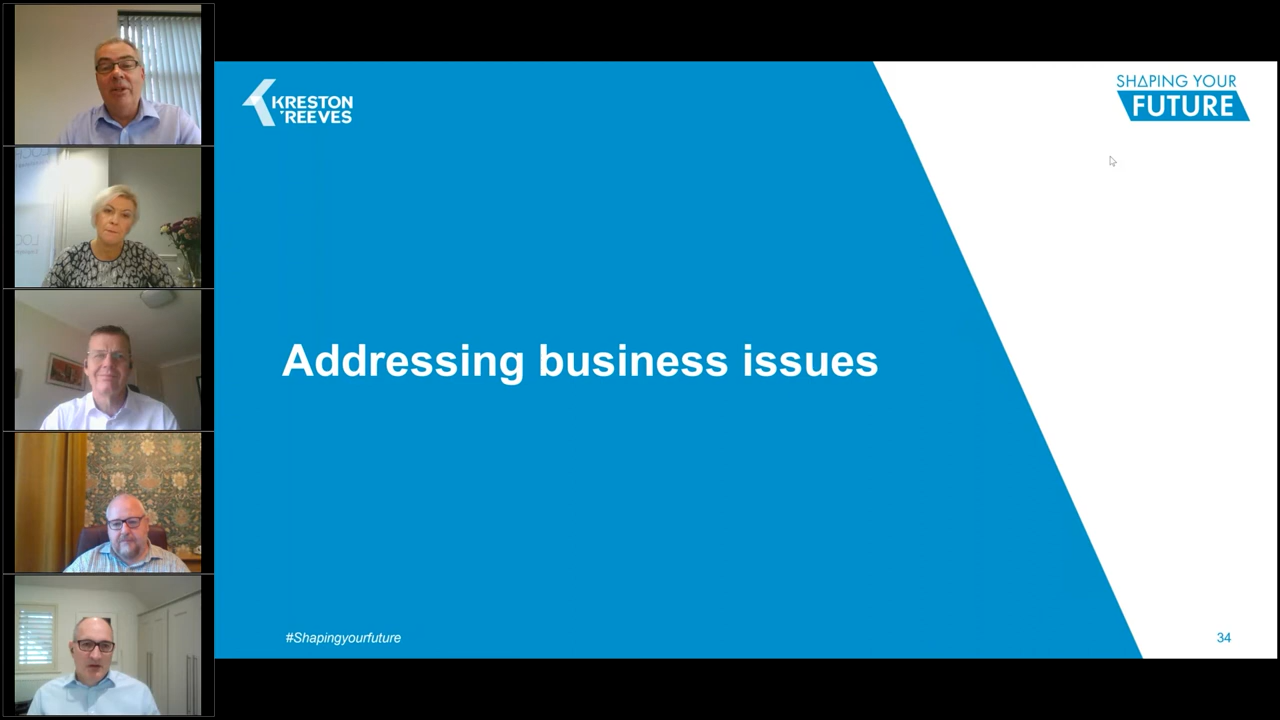 KRESTON
REEVES
SHAPING YOUR
FUTURE
Addressing business issues
#Shapingyourfuture
34